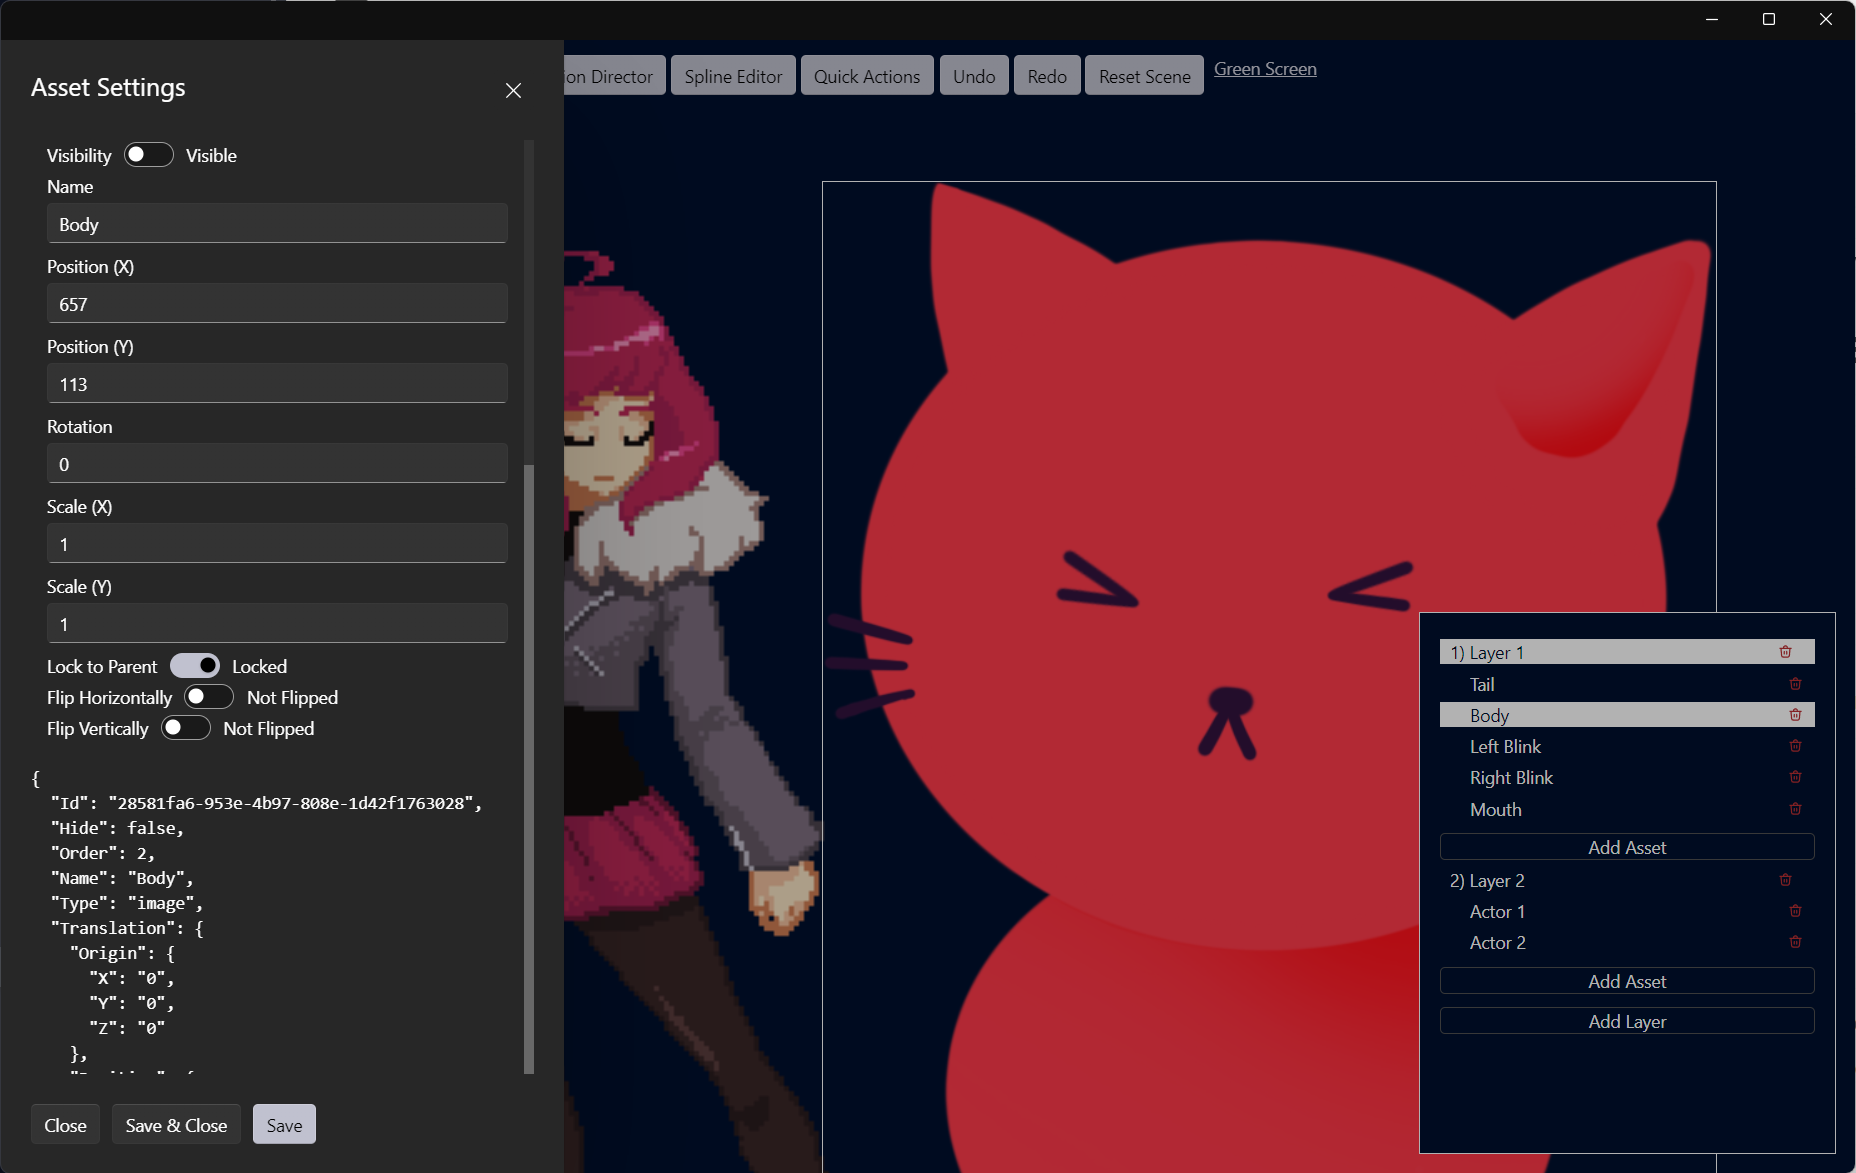 Asset Settings
ion Director
Spline Editor
Quick Actions
Undo
Redo
Reset Scene
Green Screen
Visibility
Visible
Name
Body
Position (X)
657
Position (Y)
113
Rotation
0
Scale (X)
1
Scale (Y)
1
Lock to Parent
Locked
Flip Horizontally
Not Flipped
Flip Vertically
Not Flipped
{
"Id": "28581fa6-953e-4b97-808e-1d42f1763028",
"Hide": false,
"Order": 2,
"Name": "Body",
"Type": "image",
"Translation": {
"Origin": {
"X": "0",
"Y": "0",
"Z": "0"
},
Close
Save & Close
Save
1) Layer 1
Tail
Body
Left Blink
Right Blink
Mouth
Add Asset
2) Layer 2
Actor 1
Actor 2
Add Asset
Add Layer